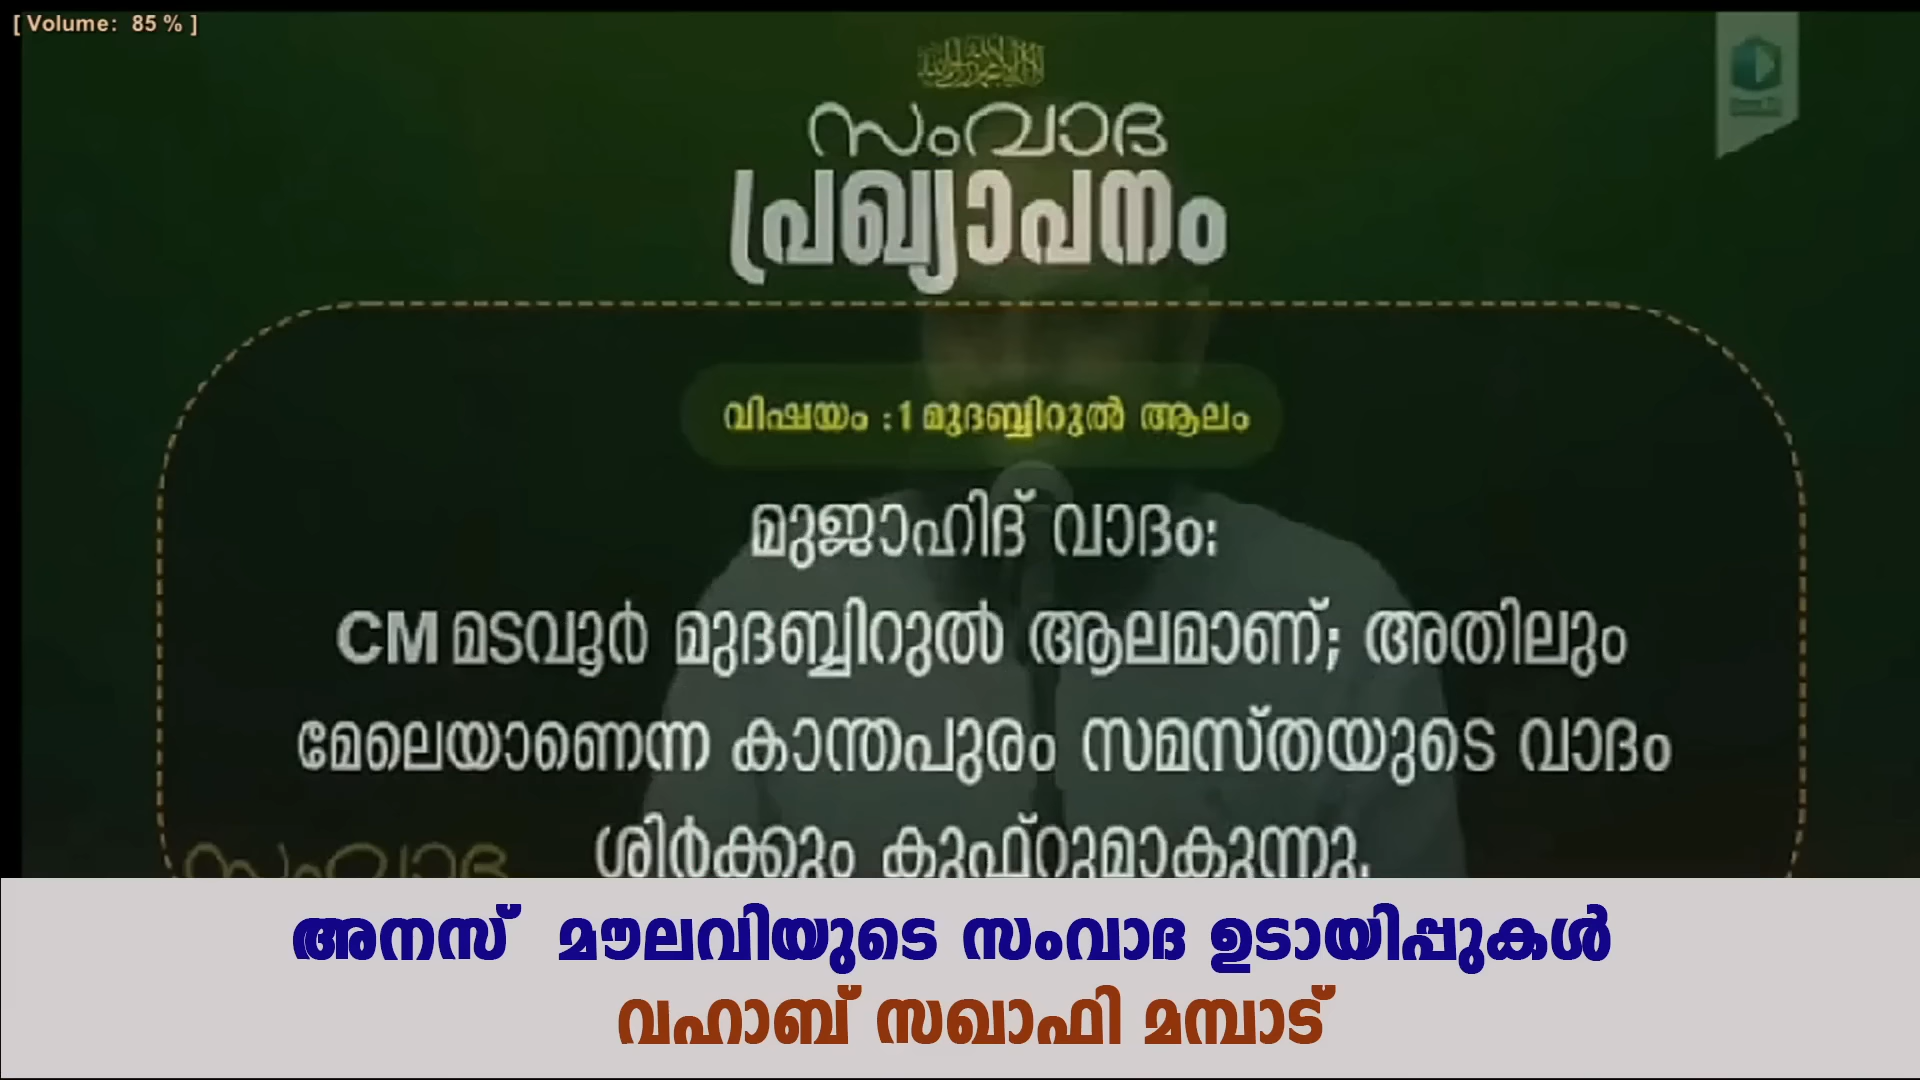 [ Volume: 85 % ]
സംവാദ
പ്രഖ്യാപനം
വിഷയം :1 മുദബ്ബിറുൽ ആലം
മുജാഹിദ് വാദം:
CM മടവൂർ മുദബ്ബിറുൽ ആലമാണ്; അതിലും
മേലെയാണെന്ന കാന്തപുരം സമസ്തയുടെ വാദം
ശിർക്കും കുഫ്റുമാകുന്നു.
സംവാദ
അനസ് മൗലവിയുടെ സംവാദ ഉടായിപ്പുകൾ
വഹാബ് സഖാഫി മമ്പാട്